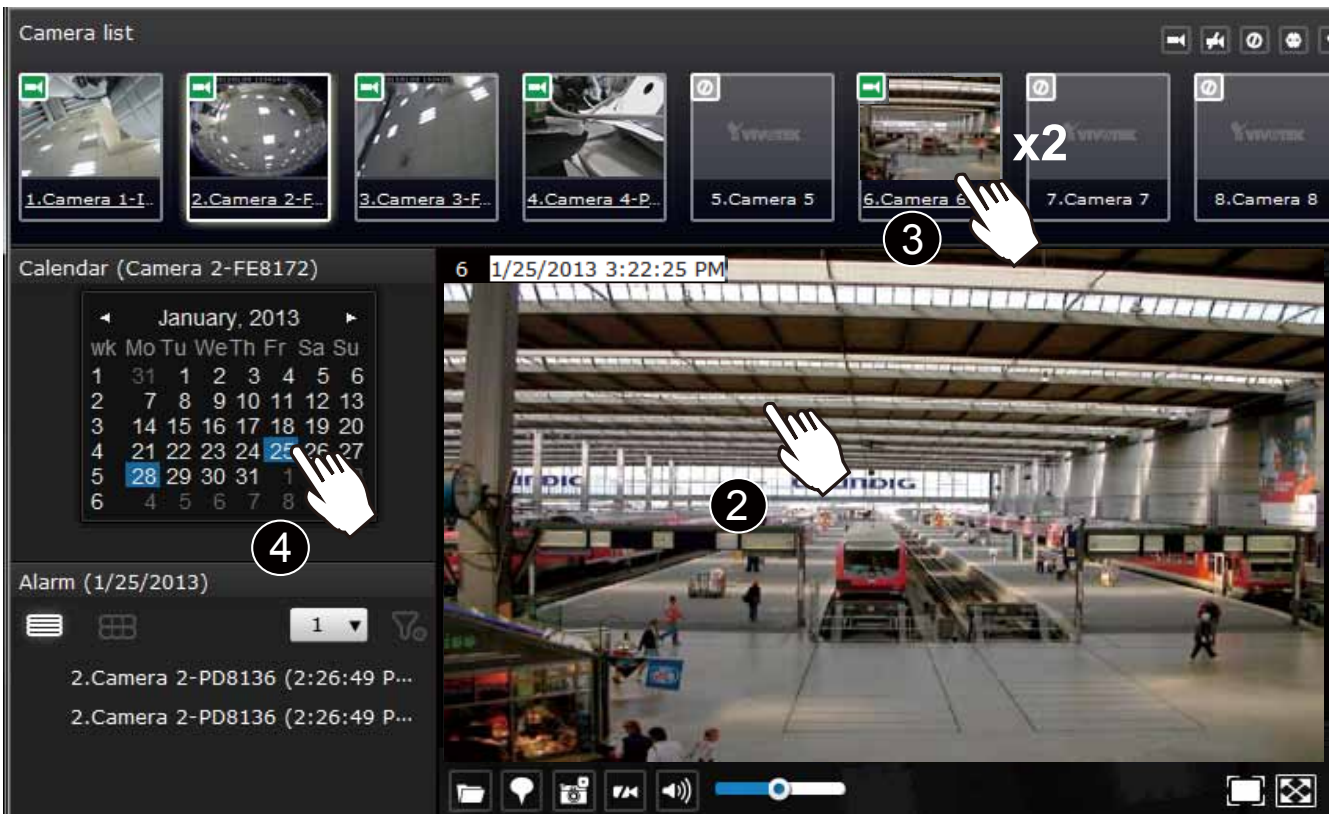 Camera list
VIVOTEK
VIVOTEK
VIVOTEK
x2
1.Camera 1-I...
2.Camera 2-F...
3.Camera 3-F...
4.Camera 4-P...
5.Camera 5
6.Camera 6
7.Camera 7
8.Camera 8
3
Calendar (Camera 2-FE8172)
January, 2013
wk Mo Tu We Th Fr Sa Su
1 31 1 2 3 4 5 6
2 7 8 9 10 11 12 13
3 14 15 16 17 18 19 20
4 21 22 23 24 25 26 27
5 28 29 30 31 1
6 4 5 6 7 8
4
Alarm (1/25/2013)
1
2.Camera 2-PD8136 (2:26:49 P...
2.Camera 2-PD8136 (2:26:49 P...
6 1/25/2013 3:22:25 PM
GRUNDIG
2